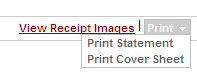 View Receipt Images | Print
Print Statement
Print Cover Sheet